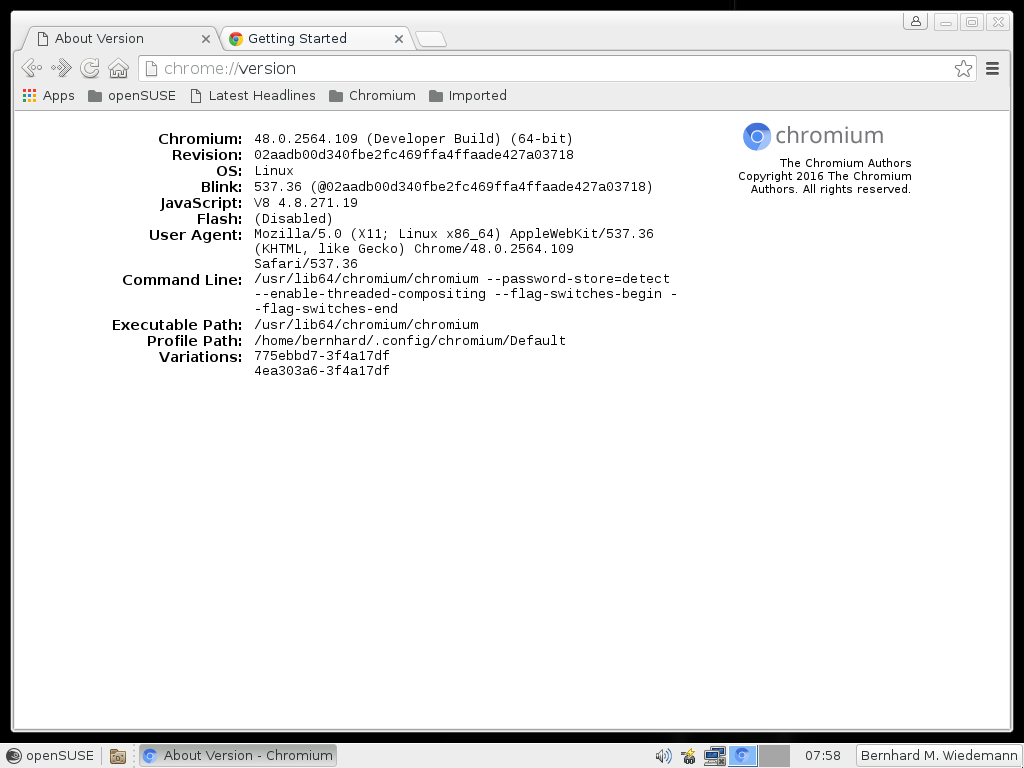 About Version
Getting Started
chrome://version
Apps openSUSE Latest Headlines Chromium Imported
chromium
The Chromium Authors
Copyright 2016 The Chromium
Authors. All rights reserved.
Chromium: 48.0.2564.109 (Developer Build) (64-bit)
Revision: 02aadb00d340fbe2fc469ffa4ffaade427a03718
OS: Linux
Blink: 537.36 (@02aadb00d340fbe2fc469ffa4ffaade427a03718)
JavaScript: V8 4.8.271.19
Flash: (Disabled)
User Agent: Mozilla/5.0 (X11; Linux x86_64) AppleWebKit/537.36
(KHTML, like Gecko) Chrome/48.0.2564.109
Safari/537.36
Command Line: /usr/lib64/chromium/chromium --password-store=detect
--enable-threaded-compositing --flag-switches-begin -
-flag-switches-end
Executable Path: /usr/lib64/chromium/chromium
Profile Path: /home/bernhard/.config/chromium/Default
Variations: 775ebbd7-3f4a17df
4ea303a6-3f4a17df
openSUSE About Version - Chromium 07:58 Bernhard M. Wiedemann